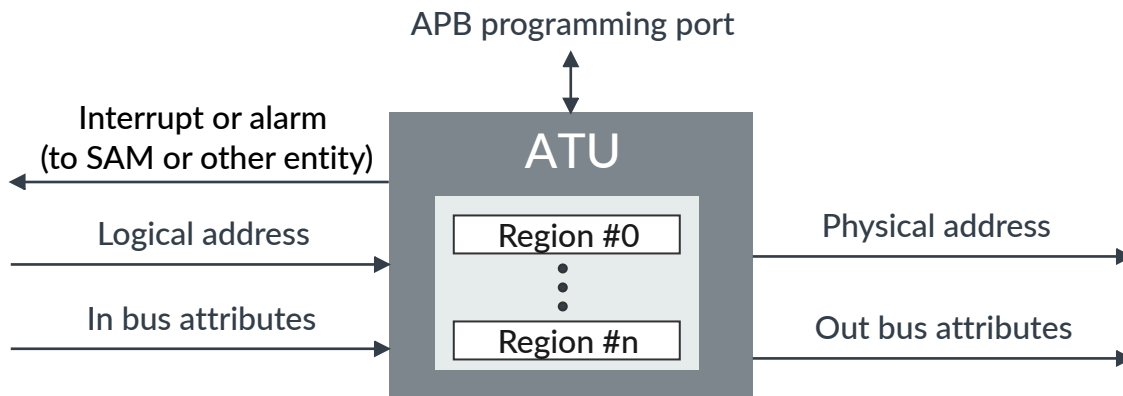 APB programming port
Interrupt or alarm
(to SAM or other entity)
ATU
Logical address
Region #0
Physical address
In bus attributes
Region #n
Out bus attributes